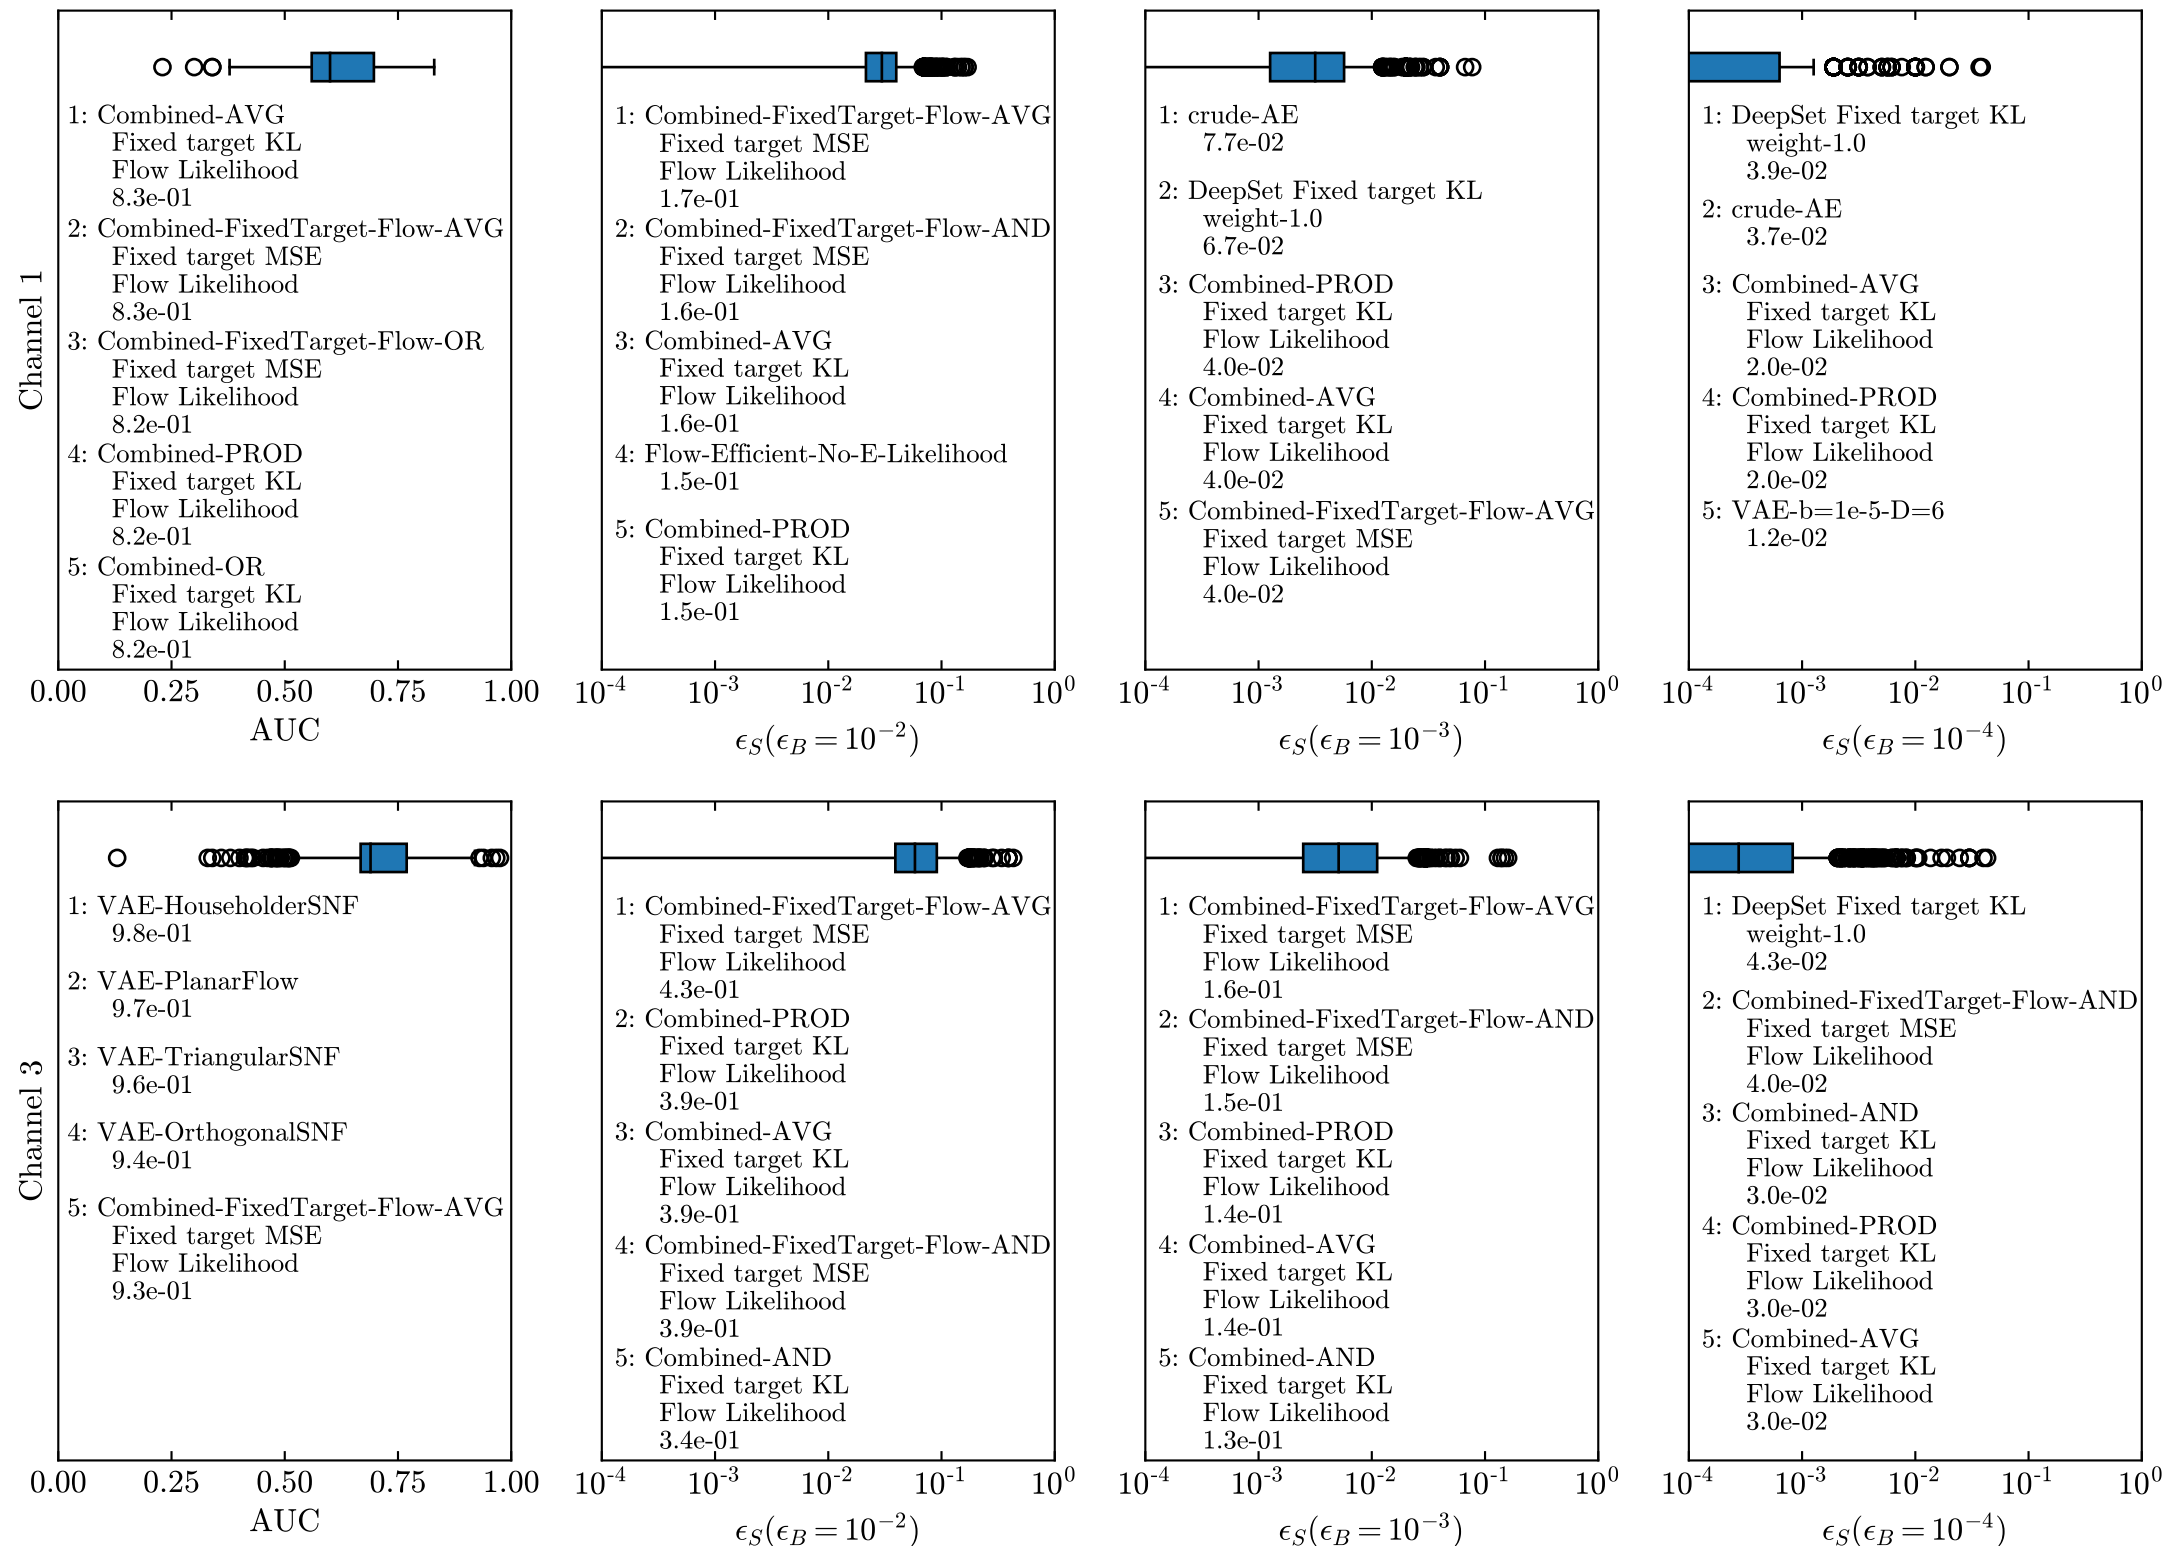 Channel 1
1: Combined-AVG
Fixed target KL
Flow Likelihood
8.3e-01
2: Combined-FixedTarget-Flow-AVG
Fixed target MSE
Flow Likelihood
8.3e-01
3: Combined-FixedTarget-Flow-OR
Fixed target MSE
Flow Likelihood
8.2e-01
4: Combined-PROD
Fixed target KL
Flow Likelihood
8.2e-01
5: Combined-OR
Fixed target KL
Flow Likelihood
8.2e-01
0.00 0.25 0.50 0.75 1.00
AUC
1: Combined-FixedTarget-Flow-AVG
Fixed target MSE
Flow Likelihood
1.7e-01
2: Combined-FixedTarget-Flow-AND
Fixed target MSE
Flow Likelihood
1.6e-01
3: Combined-AVG
Fixed target KL
Flow Likelihood
1.6e-01
4: Flow-Efficient-No-E-Likelihood
1.5e-01
5: Combined-PROD
Fixed target KL
Flow Likelihood
1.5e-01
10⁻⁴ 10⁻³ 10⁻² 10⁻¹ 10⁰
ϵ_S(ϵ_B = 10⁻²)
1: crude-AE
7.7e-02
2: DeepSet Fixed target KL
weight-1.0
6.7e-02
3: Combined-PROD
Fixed target KL
Flow Likelihood
4.0e-02
4: Combined-AVG
Fixed target KL
Flow Likelihood
4.0e-02
5: Combined-FixedTarget-Flow-AVG
Fixed target MSE
Flow Likelihood
4.0e-02
10⁻⁴ 10⁻³ 10⁻² 10⁻¹ 10⁰
ϵ_S(ϵ_B = 10⁻³)
1: DeepSet Fixed target KL
weight-1.0
3.9e-02
2: crude-AE
3.7e-02
3: Combined-AVG
Fixed target KL
Flow Likelihood
2.0e-02
4: Combined-PROD
Fixed target KL
Flow Likelihood
2.0e-02
5: VAE-b=1e-5-D=6
1.2e-02
10⁻⁴ 10⁻³ 10⁻² 10⁻¹ 10⁰
ϵ_S(ϵ_B = 10⁻⁴)
Channel 3
1: VAE-HouseholderSNF
9.8e-01
2: VAE-PlanarFlow
9.7e-01
3: VAE-TriangularSNF
9.6e-01
4: VAE-OrthogonalSNF
9.4e-01
5: Combined-FixedTarget-Flow-AVG
Fixed target MSE
Flow Likelihood
9.3e-01
0.00 0.25 0.50 0.75 1.00
AUC
1: Combined-FixedTarget-Flow-AVG
Fixed target MSE
Flow Likelihood
4.3e-01
2: Combined-PROD
Fixed target KL
Flow Likelihood
3.9e-01
3: Combined-AVG
Fixed target KL
Flow Likelihood
3.9e-01
4: Combined-FixedTarget-Flow-AND
Fixed target MSE
Flow Likelihood
3.9e-01
5: Combined-AND
Fixed target KL
Flow Likelihood
3.4e-01
10⁻⁴ 10⁻³ 10⁻² 10⁻¹ 10⁰
ϵ_S(ϵ_B = 10⁻²)
1: Combined-FixedTarget-Flow-AVG
Fixed target MSE
Flow Likelihood
1.6e-01
2: Combined-FixedTarget-Flow-AND
Fixed target MSE
Flow Likelihood
1.5e-01
3: Combined-PROD
Fixed target KL
Flow Likelihood
1.4e-01
4: Combined-AVG
Fixed target KL
Flow Likelihood
1.4e-01
5: Combined-AND
Fixed target KL
Flow Likelihood
1.3e-01
10⁻⁴ 10⁻³ 10⁻² 10⁻¹ 10⁰
ϵ_S(ϵ_B = 10⁻³)
1: DeepSet Fixed target KL
weight-1.0
4.3e-02
2: Combined-FixedTarget-Flow-AND
Fixed target MSE
Flow Likelihood
4.0e-02
3: Combined-AND
Fixed target KL
Flow Likelihood
3.0e-02
4: Combined-PROD
Fixed target KL
Flow Likelihood
3.0e-02
5: Combined-AVG
Fixed target KL
Flow Likelihood
3.0e-02
10⁻⁴ 10⁻³ 10⁻² 10⁻¹ 10⁰
ϵ_S(ϵ_B = 10⁻⁴)